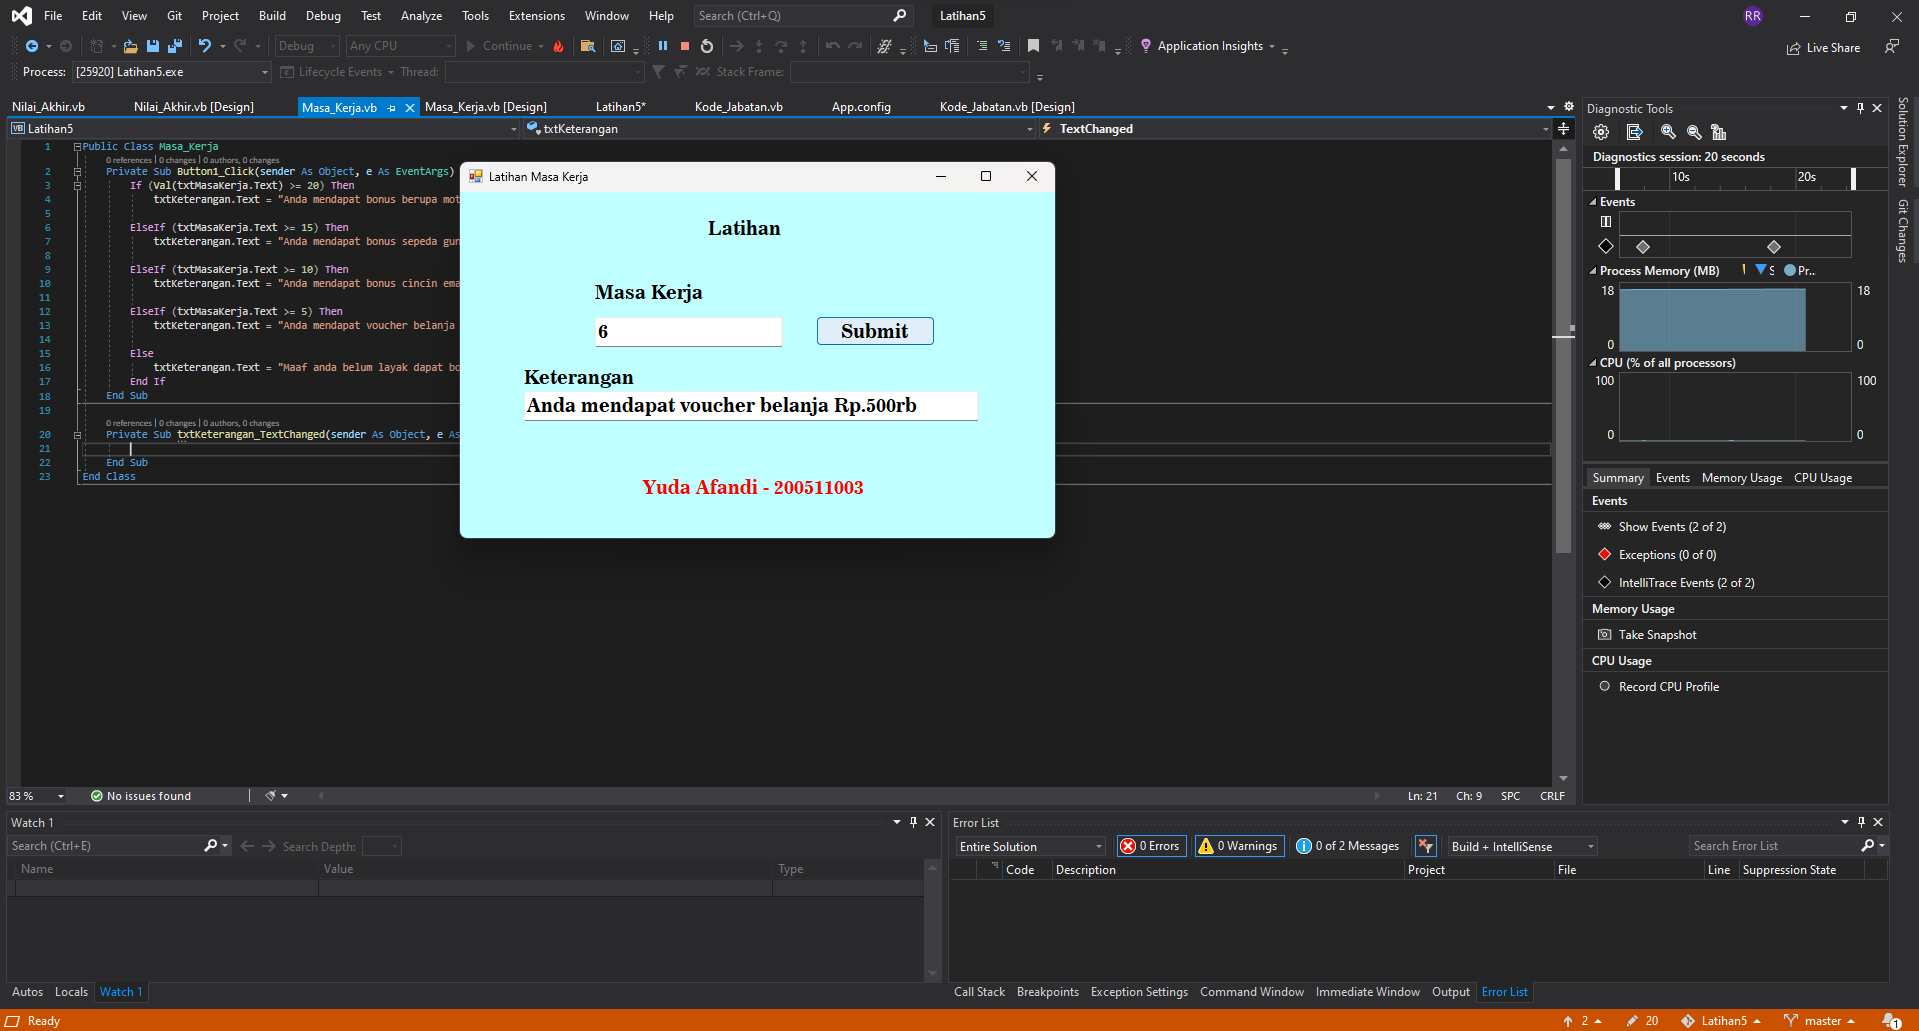 File Edit View Git Project Build Debug Test Analyze Tools Extensions Window Help Search (Ctrl+Q) Latihan5 RR
Debug Any CPU Continue Application Insights Live Share
Process: [25920] Latihan5.exe Lifecycle Events Thread: Stack Frame:
Nilai_Akhir.vb Nilai_Akhir.vb [Design] Masa_Kerja.vb Masa_Kerja.vb [Design] Latihan5* Kode_Jabatan.vb App.config Kode_Jabatan.vb [Design]
VB Latihan5 txtKeterangan TextChanged
1 Public Class Masa_Kerja
0 references | 0 changes | 0 authors, 0 changes
2 Private Sub Button1_Click(sender As Object, e As EventArgs)
3 If (Val(txtMasaKerja.Text) >= 20) Then
4 txtKeterangan.Text = "Anda mendapat bonus berupa mot
5
6 ElseIf (txtMasaKerja.Text >= 15) Then
7 txtKeterangan.Text = "Anda mendapat bonus sepeda gun
8
9 ElseIf (txtMasaKerja.Text >= 10) Then
10 txtKeterangan.Text = "Anda mendapat bonus cincin ema
11
12 ElseIf (txtMasaKerja.Text >= 5) Then
13 txtKeterangan.Text = "Anda mendapat voucher belanja
14
15 Else
16 txtKeterangan.Text = "Maaf anda belum layak dapat bo
17 End If
18 End Sub
19
0 references | 0 changes | 0 authors, 0 changes
20 Private Sub txtKeterangan_TextChanged(sender As Object, e As
21
22 End Sub
23 End Class
Latihan Masa Kerja
Latihan
Masa Kerja
6 Submit
Keterangan
Anda mendapat voucher belanja Rp.500rb
Yuda Afandi - 200511003
83 % No issues found Ln: 21 Ch: 9 SPC CRLF
Diagnostic Tools
Diagnostics session: 20 seconds
10s 20s
Events
Process Memory (MB) S Pr...
18 18
0 0
CPU (% of all processors)
100 100
0 0
Summary Events Memory Usage CPU Usage
Events
Show Events (2 of 2)
Exceptions (0 of 0)
IntelliTrace Events (2 of 2)
Memory Usage
Take Snapshot
CPU Usage
Record CPU Profile
Solution Explorer
Git Changes
Watch 1
Search (Ctrl+E) Search Depth:
Name Value Type
Autos Locals Watch 1
Error List
Entire Solution 0 Errors 0 Warnings 0 of 2 Messages Build + IntelliSense Search Error List
Code Description Project File Line Suppression State
Call Stack Breakpoints Exception Settings Command Window Immediate Window Output Error List
Ready 2 20 Latihan5 master 1